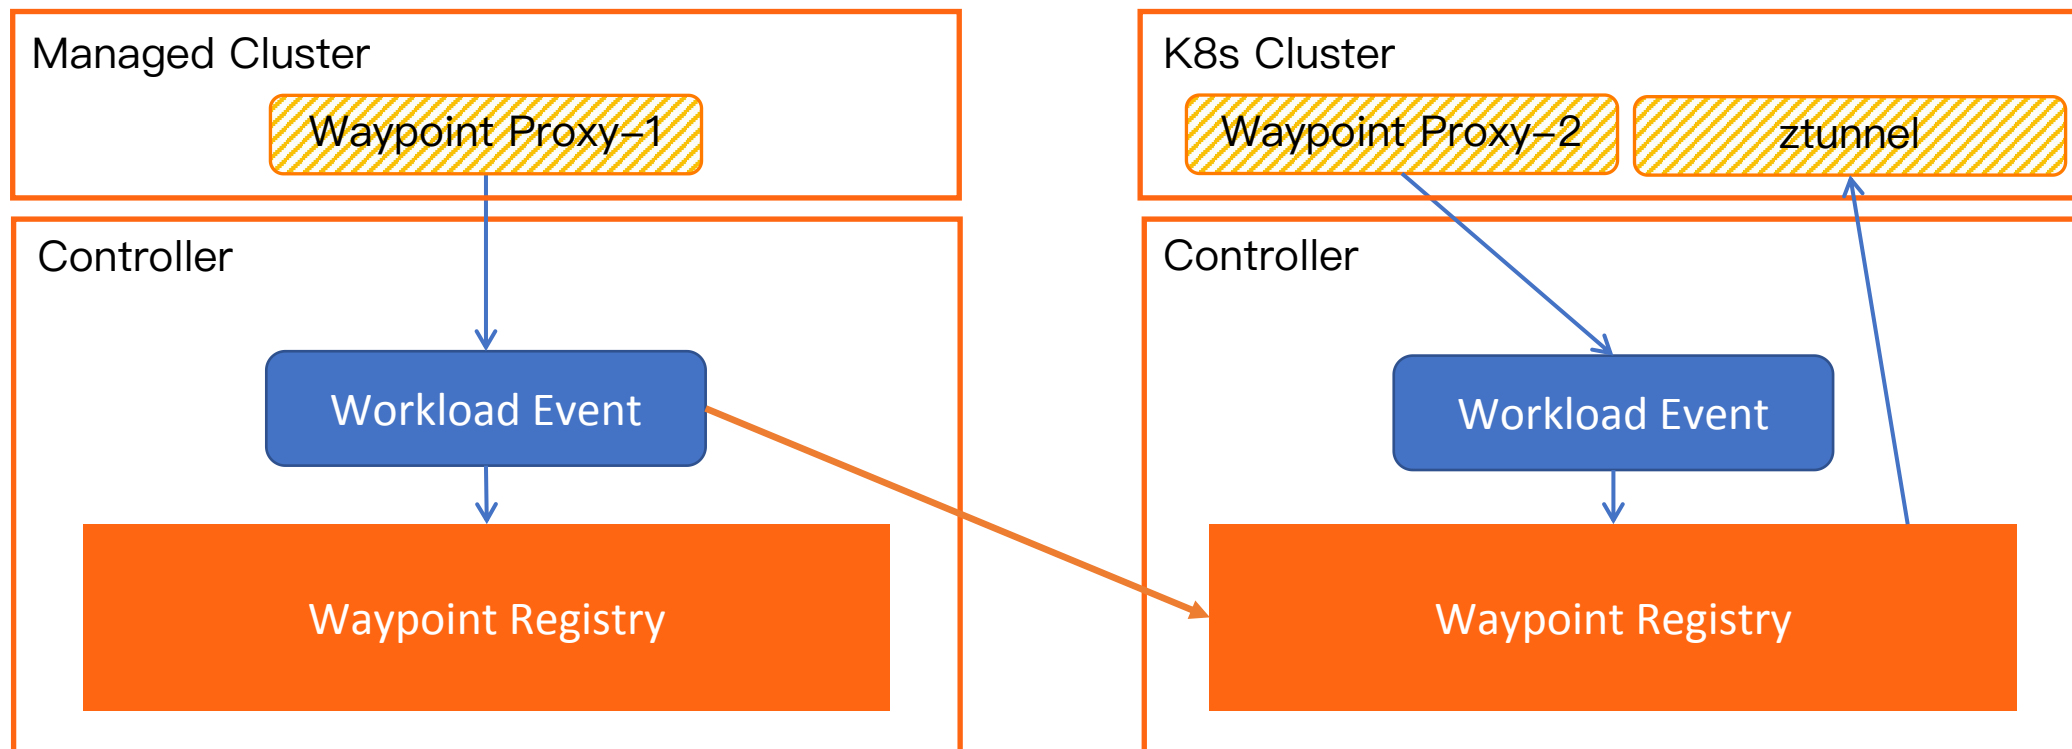 Managed Cluster
Waypoint Proxy-1
Controller
Workload Event
Waypoint Registry
K8s Cluster
Waypoint Proxy-2
ztunnel
Controller
Workload Event
Waypoint Registry